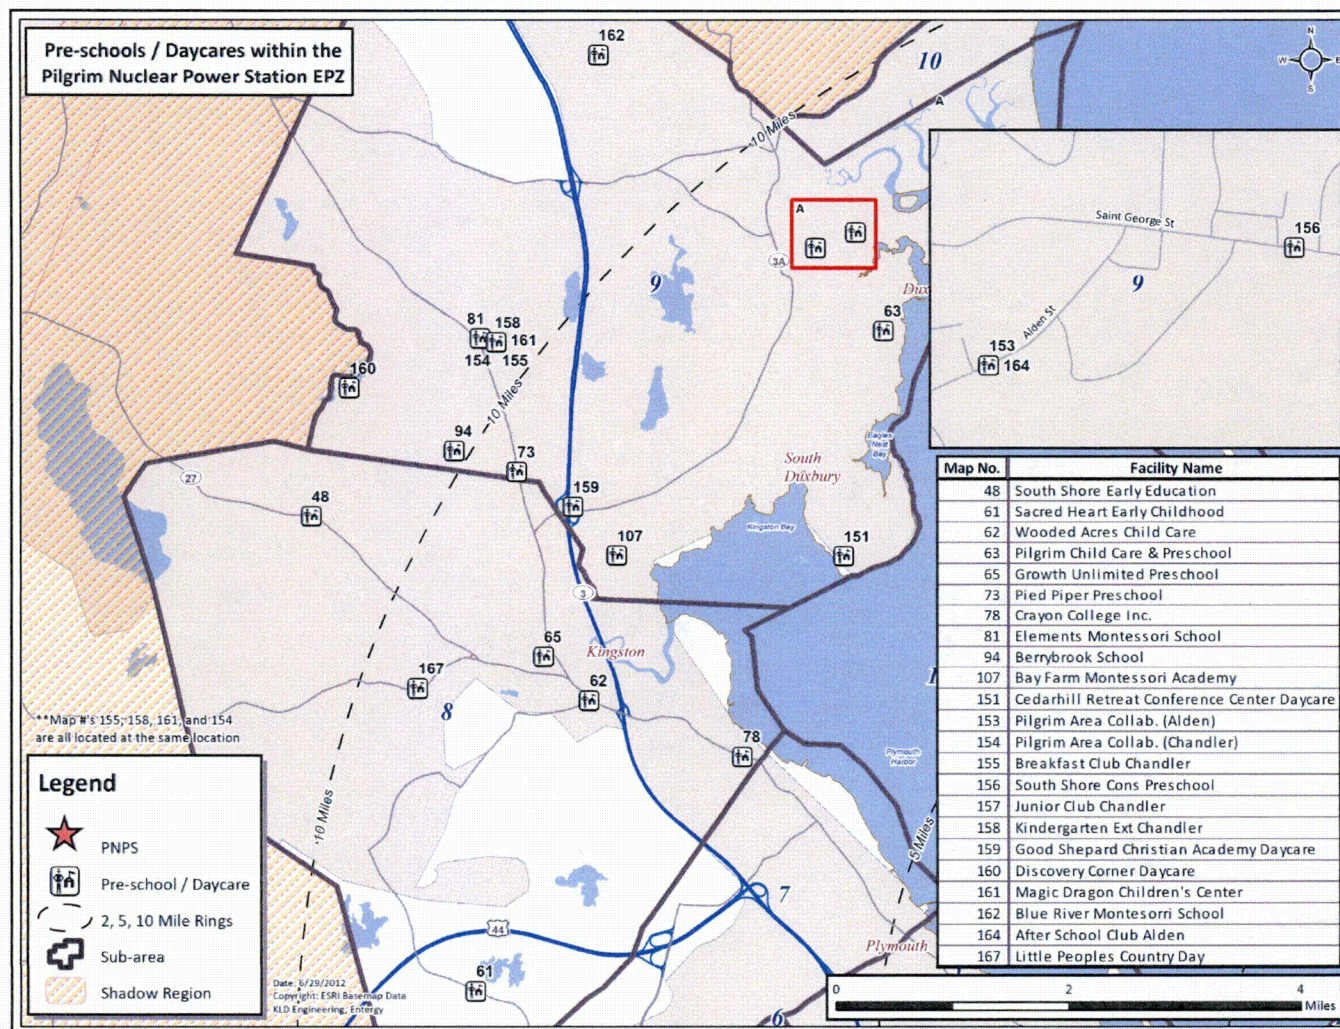 Pre-schools / Daycares within the
Pilgrim Nuclear Power Station EPZ
162
10
N
W
E
S
A
10 Miles
A
3A
9
Dux
63
81
158
161
154
155
160
10 Miles
94
73
27
48
159
South
Duxbury
Eagles
Nest
Bay
Kingston Bay
107
151
3
65
Kingston
167
62
8
78
Plymouth
Harbor
1
10 Miles
5 Miles
7
44
Plymouth
61
6
Saint George St
156
9
Alden St
153
164
Map No. Facility Name
48 South Shore Early Education
61 Sacred Heart Early Childhood
62 Wooded Acres Child Care
63 Pilgrim Child Care & Preschool
65 Growth Unlimited Preschool
73 Pied Piper Preschool
78 Crayon College Inc.
81 Elements Montessori School
94 Berrybrook School
107 Bay Farm Montessori Academy
151 Cedarhill Retreat Conference Center Daycare
153 Pilgrim Area Collab. (Alden)
154 Pilgrim Area Collab. (Chandler)
155 Breakfast Club Chandler
156 South Shore Cons Preschool
157 Junior Club Chandler
158 Kindergarten Ext Chandler
159 Good Shepard Christian Academy Daycare
160 Discovery Corner Daycare
161 Magic Dragon Children's Center
162 Blue River Montesorri School
164 After School Club Alden
167 Little Peoples Country Day
**Map #'s 155, 158, 161, and 154
are all located at the same location
Legend
PNPS
Pre-school / Daycare
2, 5, 10 Mile Rings
Sub-area
Shadow Region
Date: 6/29/2012
Copyright: ESRI Basemap Data
KLD Engineering, Entergy
0 2 4
Miles